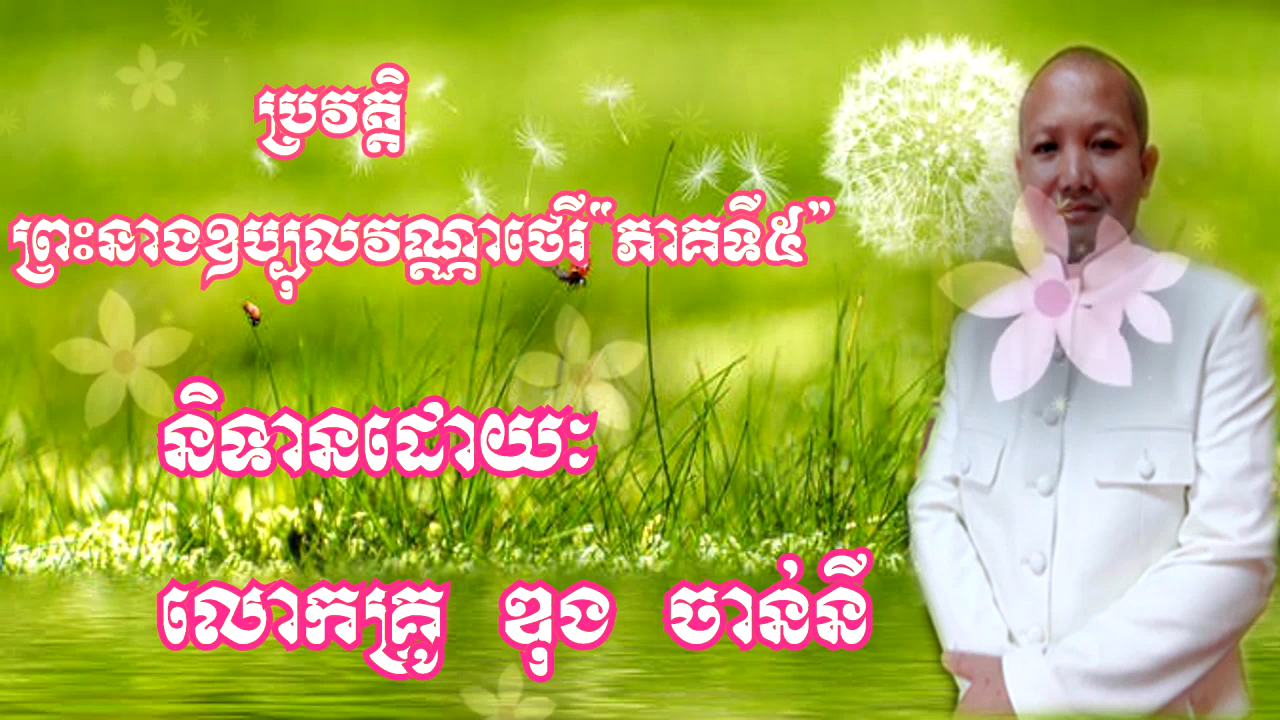 ប្រវត្តិ
ព្រះនាងឧប្បុលវណ្ណាថេរី“ភាគទី៥”
និទានដោយៈ
លោកគ្រូ ឌុង ចាន់នី